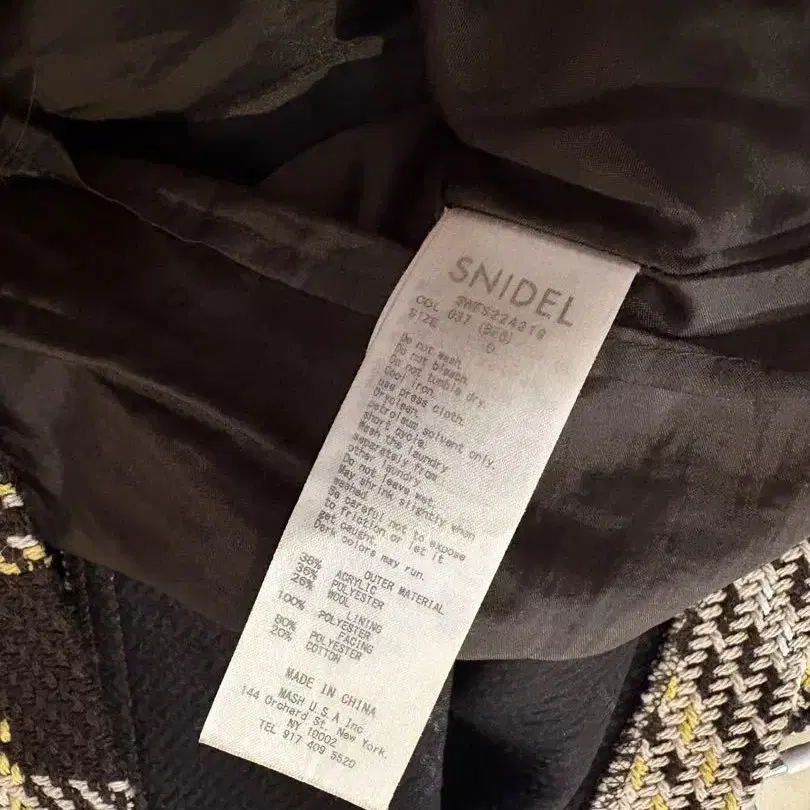 SNIDEL
SWFS224219
COL 037 (BEG)
SIZE 0
Do not wash.
Do not bleach.
Do not tumble dry.
Cool iron.
use press cloth.
Dryclean.
petroleum solvent only.
short cycle.
Wash the laundry
separately from
other laundry.
Do not leave wet.
May shrink slightly when
washed.
Be careful not to expose
to friction or let it
get caught.
Dark colors may run.
OUTER MATERIAL
38% ACRYLIC
36% POLYESTER
26% WOOL
LINING
100% POLYESTER
FACING
80% POLYESTER
20% COTTON
MADE IN CHINA
MASH U.S.A Inc.
144 Orchard St, New York,
NY 10002
TEL 917 409 5520